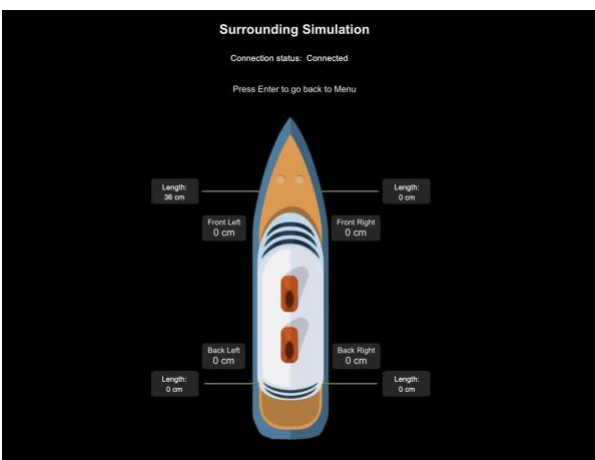 Surrounding Simulation
Connection status: Connected
Press Enter to go back to Menu
Length:
36 cm
Length:
0 cm
Front Left
0 cm
Front Right
0 cm
Back Left
0 cm
Back Right
0 cm
Length:
0 cm
Length:
0 cm